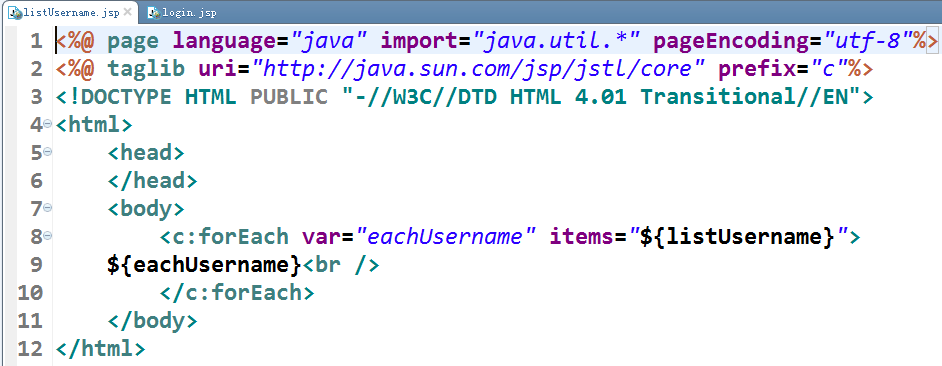 listUsername.jsp login.jsp
1 <%@ page language="java" import="java.util.*" pageEncoding="utf-8"%>
2 <%@ taglib uri="http://java.sun.com/jsp/jstl/core" prefix="c"%>
3 <!DOCTYPE HTML PUBLIC "-//W3C//DTD HTML 4.01 Transitional//EN">
4 <html>
5     <head>
6     </head>
7     <body>
8         <c:forEach var="eachUsername" items="${listUsername}">
9     ${eachUsername}<br />
10         </c:forEach>
11     </body>
12 </html>